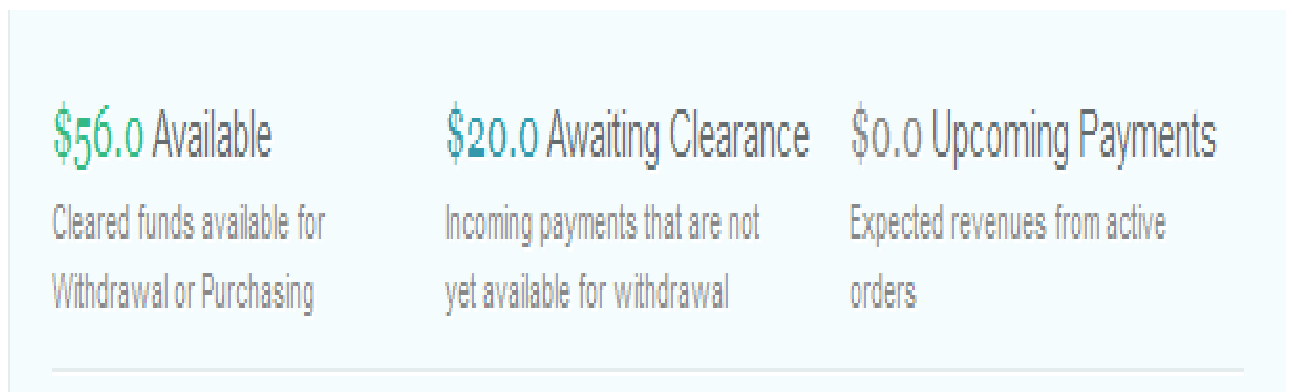 $56.0 Available
Cleared funds available for
Withdrawal or Purchasing
$20.0 Awaiting Clearance
Incoming payments that are not
yet available for withdrawal
$0.0 Upcoming Payments
Expected revenues from active
orders